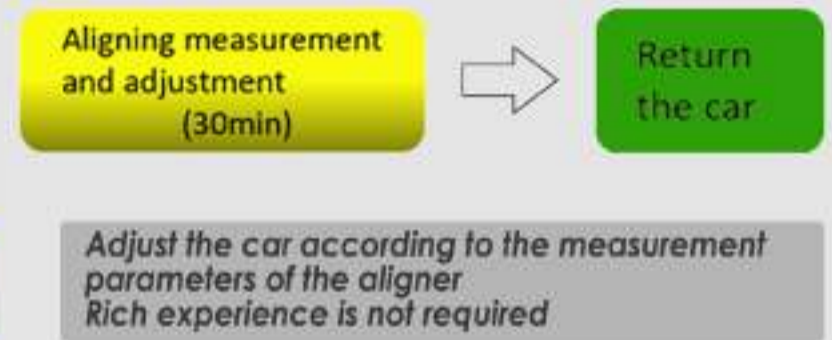 Aligning measurement
and adjustment
(30min)
Return
the car
Adjust the car according to the measurement
parameters of the aligner
Rich experience is not required